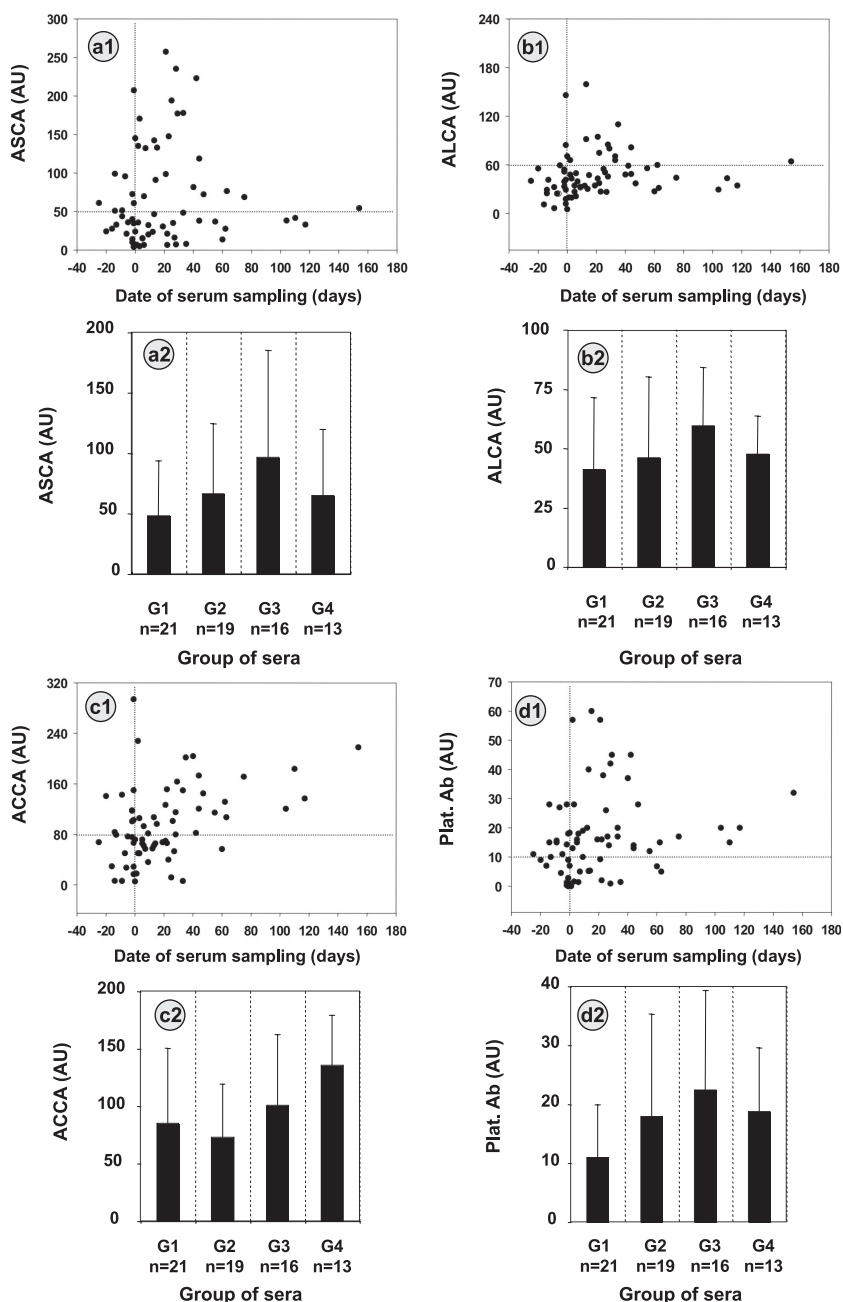 a1
ASCA (AU)
300
250
200
150
100
50
0
-40 -20 0 20 40 60 80 100 120 140 160 180
Date of serum sampling (days)
b1
ALCA (AU)
240
180
120
60
0
-40 -20 0 20 40 60 80 100 120 140 160 180
Date of serum sampling (days)
a2
ASCA (AU)
200
150
100
50
0
G1 G2 G3 G4
n=21 n=19 n=16 n=13
Group of sera
b2
ALCA (AU)
100
75
50
25
0
G1 G2 G3 G4
n=21 n=19 n=16 n=13
Group of sera
c1
ACCA (AU)
320
240
160
80
0
-40 -20 0 20 40 60 80 100 120 140 160 180
Date of serum sampling (days)
d1
Plat. Ab (AU)
70
60
50
40
30
20
10
0
-40 -20 0 20 40 60 80 100 120 140 160 180
Date of serum sampling (days)
c2
ACCA (AU)
200
150
100
50
0
G1 G2 G3 G4
n=21 n=19 n=16 n=13
Group of sera
d2
Plat. Ab (AU)
40
30
20
10
0
G1 G2 G3 G4
n=21 n=19 n=16 n=13
Group of sera